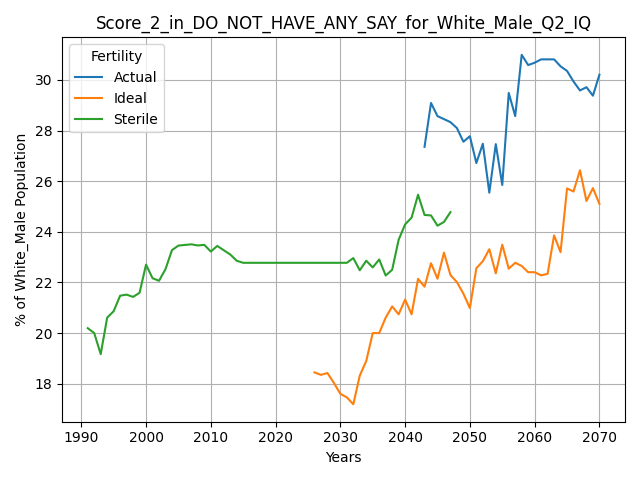 Score_2_in_DO_NOT_HAVE_ANY_SAY_for_White_Male_Q2_IQ
Fertility
Actual
Ideal
Sterile
% of White_Male Population
30
28
26
24
22
20
18
1990
2000
2010
2020
2030
2040
2050
2060
2070
Years